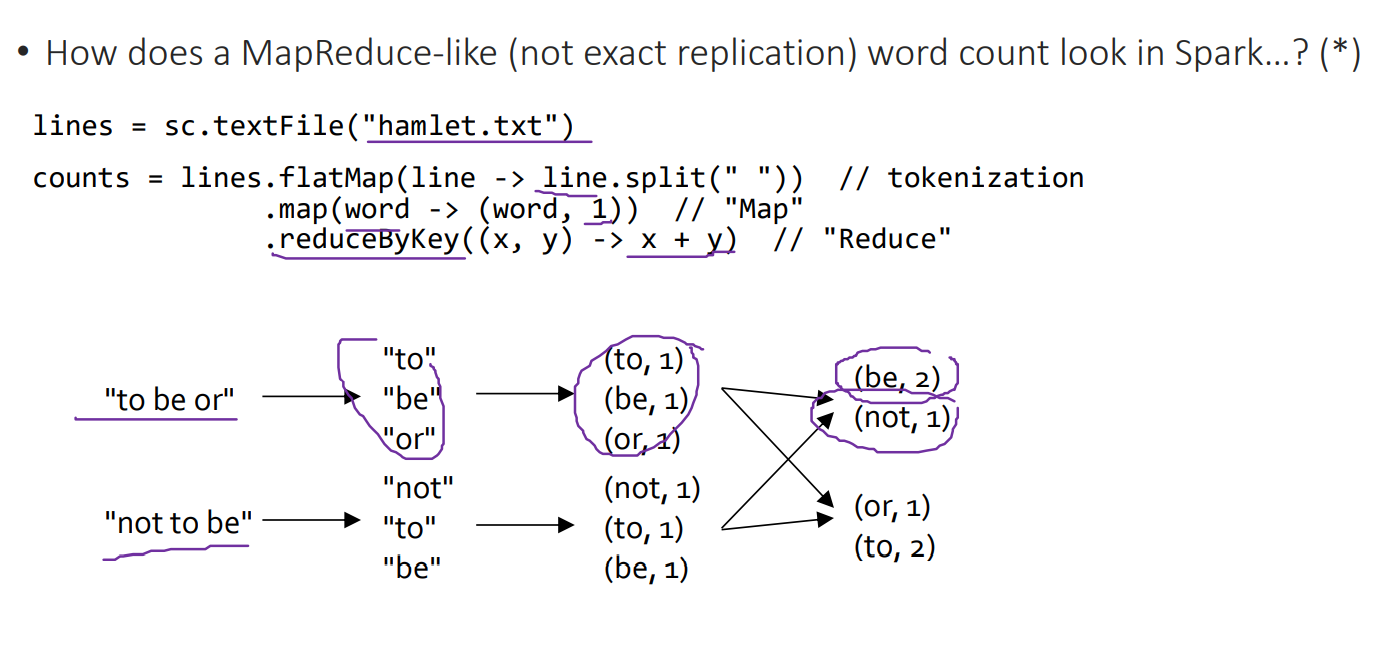 • How does a MapReduce-like (not exact replication) word count look in Spark…? (*)
lines = sc.textFile("hamlet.txt")
counts = lines.flatMap(line -> line.split(" ")) // tokenization
.map(word -> (word, 1)) // "Map"
.reduceByKey((x, y) -> x + y) // "Reduce"
"to be or"
"to"
"be"
"or"
(to, 1)
(be, 1)
(or, 1)
(be, 2)
(not, 1)
"not to be"
"not"
"to"
"be"
(not, 1)
(to, 1)
(be, 1)
(or, 1)
(to, 2)